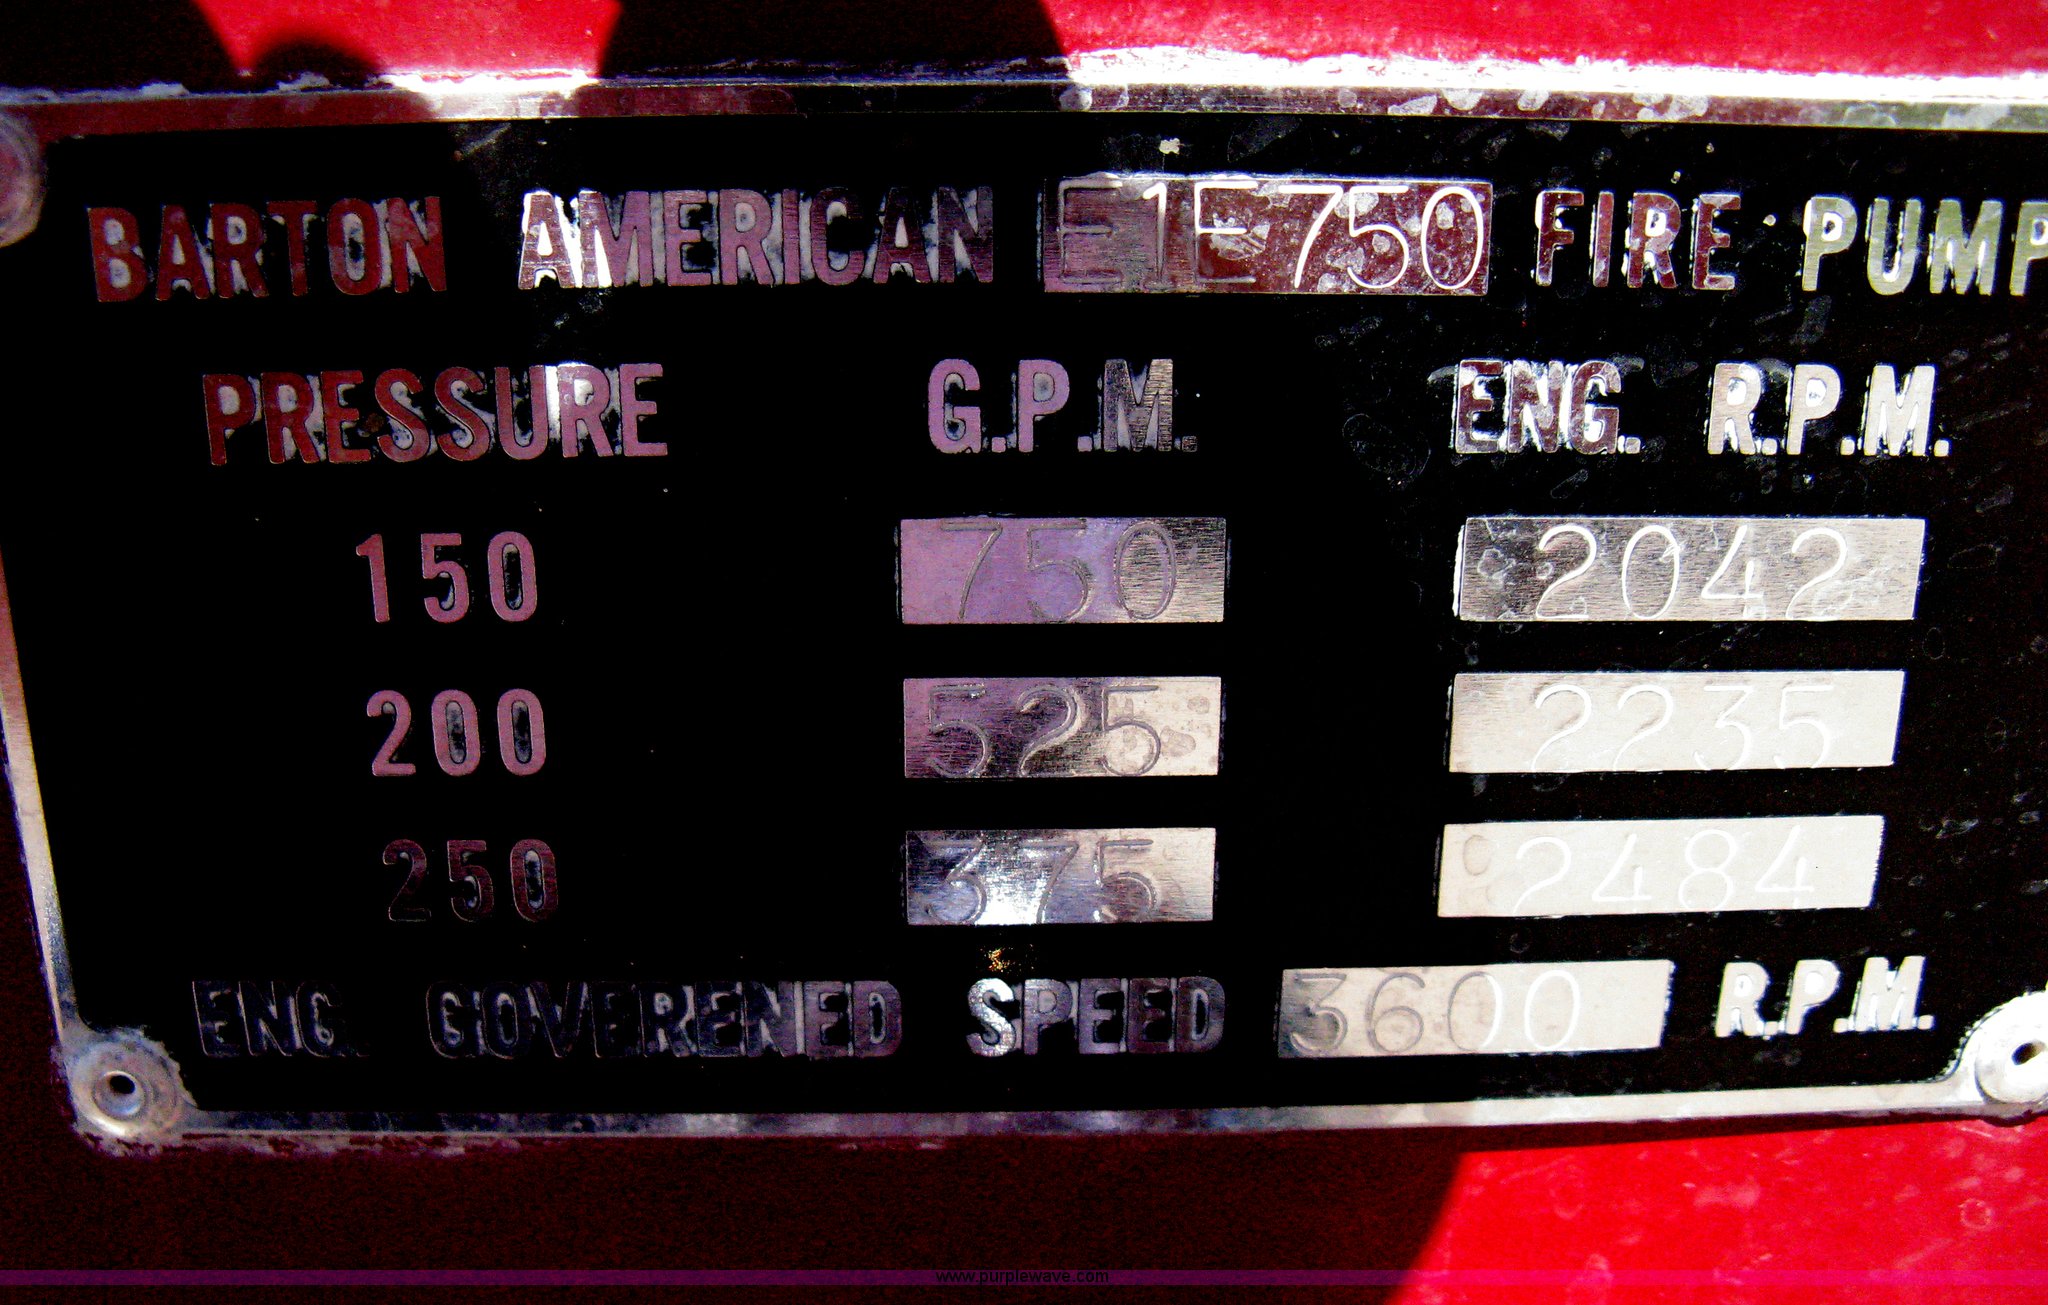 BARTON AMERICAN E1E750 FIRE PUMP
PRESSURE G.P.M. ENG. R.P.M.
150 750 2042
200 525 2235
250 375 2484
ENG. GOVERENED SPEED 3600 R.P.M.
www.purplewave.com